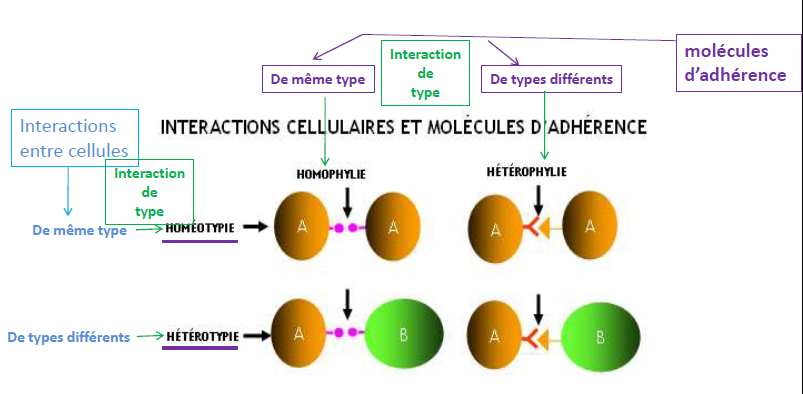 molécules
d'adhérence
Interaction
de
type
De même type
De types différents
Interactions
entre cellules
INTERACTIONS CELLULAIRES ET MOLÉCULES D'ADHÉRENCE
Interaction
de
type
HOMOPHYLIE
HÉTÉROPHYLIE
De même type
HOMÉOTYPIE
A
A
A
A
De types différents
HÉTÉROTYPIE
A
B
A
B